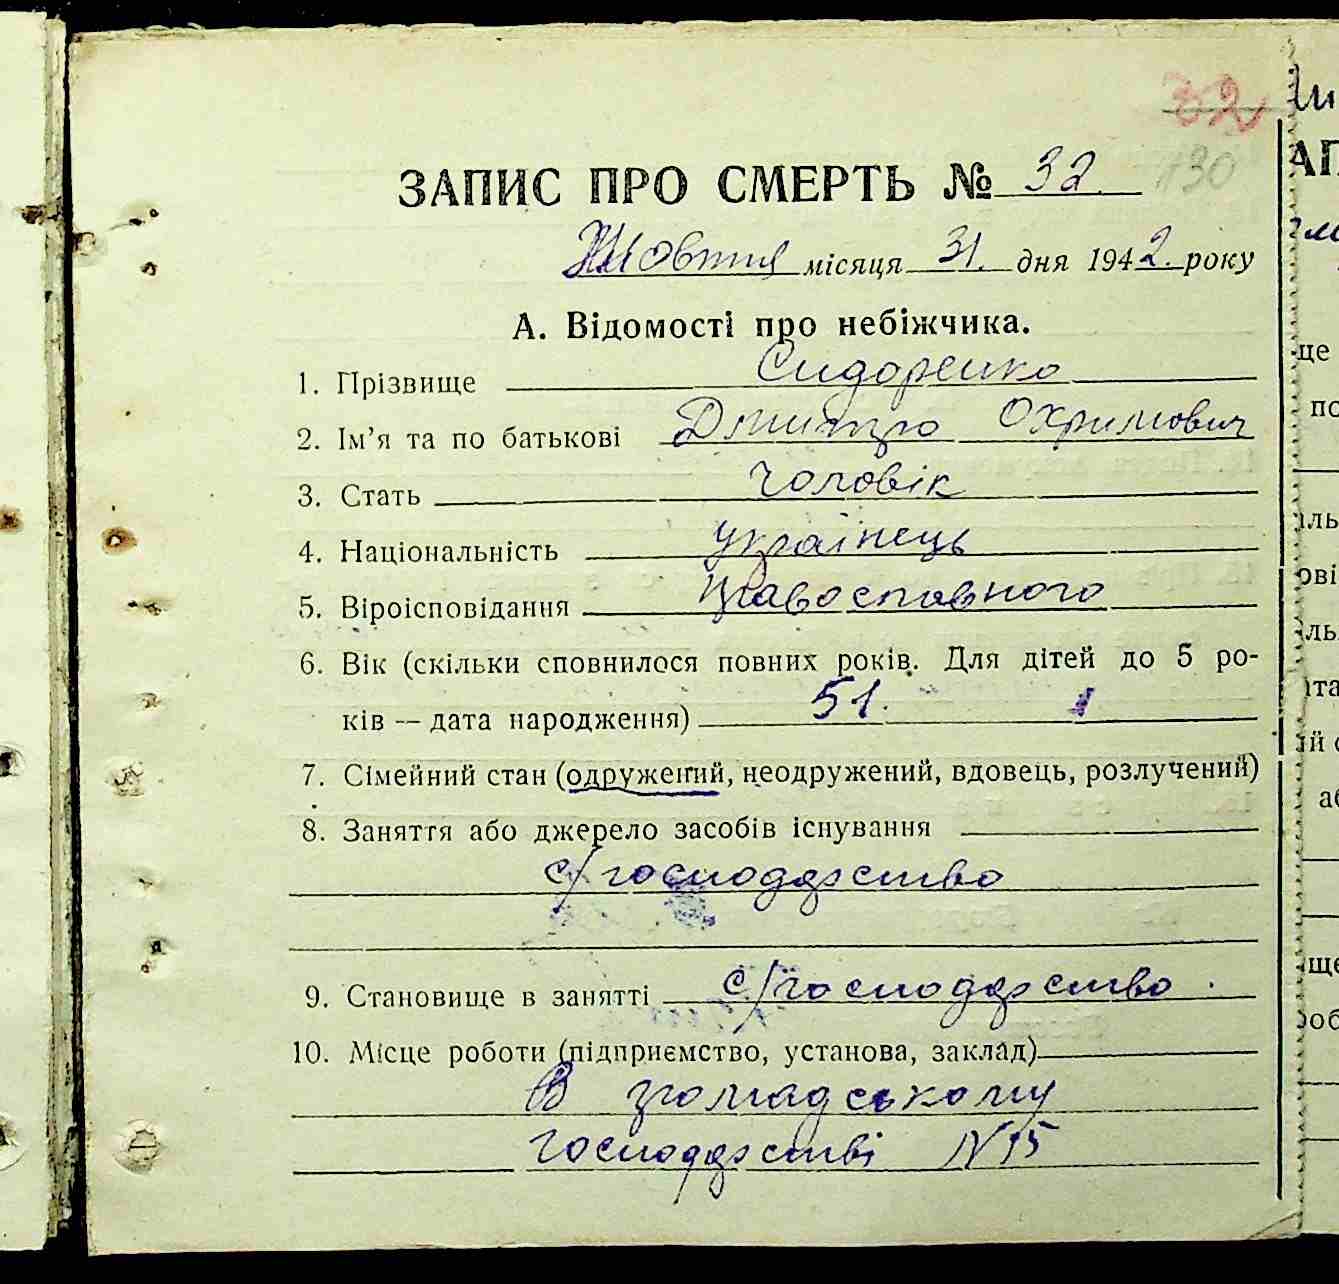 32
ЗАПИС ПРО СМЕРТЬ № 32. 130
Жовтня місяця 31. дня 1942. року
А. Відомості про небіжчика.
1. Прізвище Сидоренко
2. Ім’я та по батькові Дмитро Охримович
3. Стать Чоловік
4. Національність українець
5. Віроісповідання Православного
6. Вік (скільки сповнилося повних років. Для дітей до 5 ро-
ків — дата народження) 51.
7. Сімейний стан (одружений, неодружений, вдовець, розлучений)
8. Заняття або джерело засобів існування
с/господарство
9. Становище в занятті с/господарство.
10. Місце роботи (підприємство, установа, заклад)
В громадському
господарстві N 15